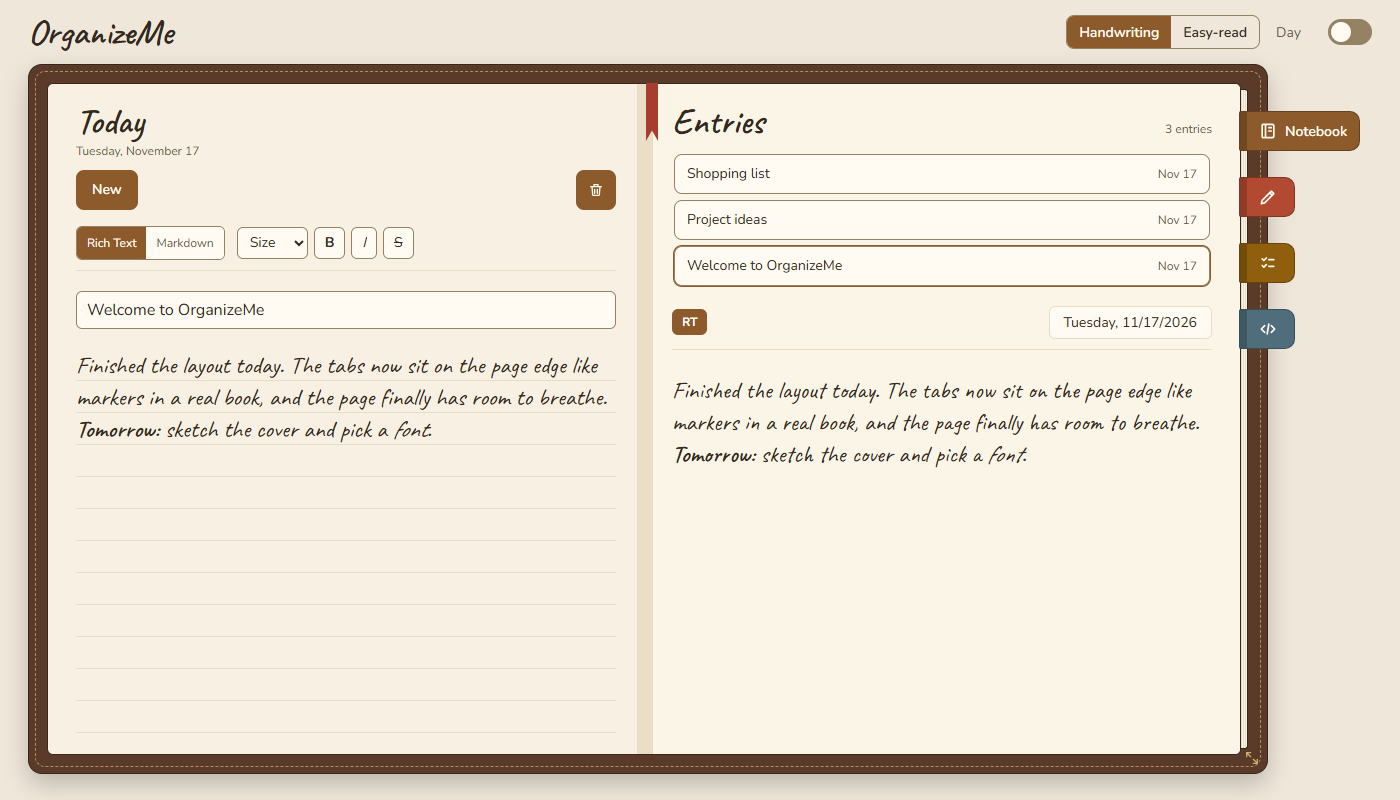 OrganizeMe
Handwriting Easy-read Day
Today
Tuesday, November 17
New
Rich Text Markdown Size B I S
Welcome to OrganizeMe
Finished the layout today. The tabs now sit on the page edge like
markers in a real book, and the page finally has room to breathe.
Tomorrow: sketch the cover and pick a font.
Entries
3 entries
Shopping list Nov 17
Project ideas Nov 17
Welcome to OrganizeMe Nov 17
RT Tuesday, 11/17/2026
Finished the layout today. The tabs now sit on the page edge like
markers in a real book, and the page finally has room to breathe.
Tomorrow: sketch the cover and pick a font.
Notebook